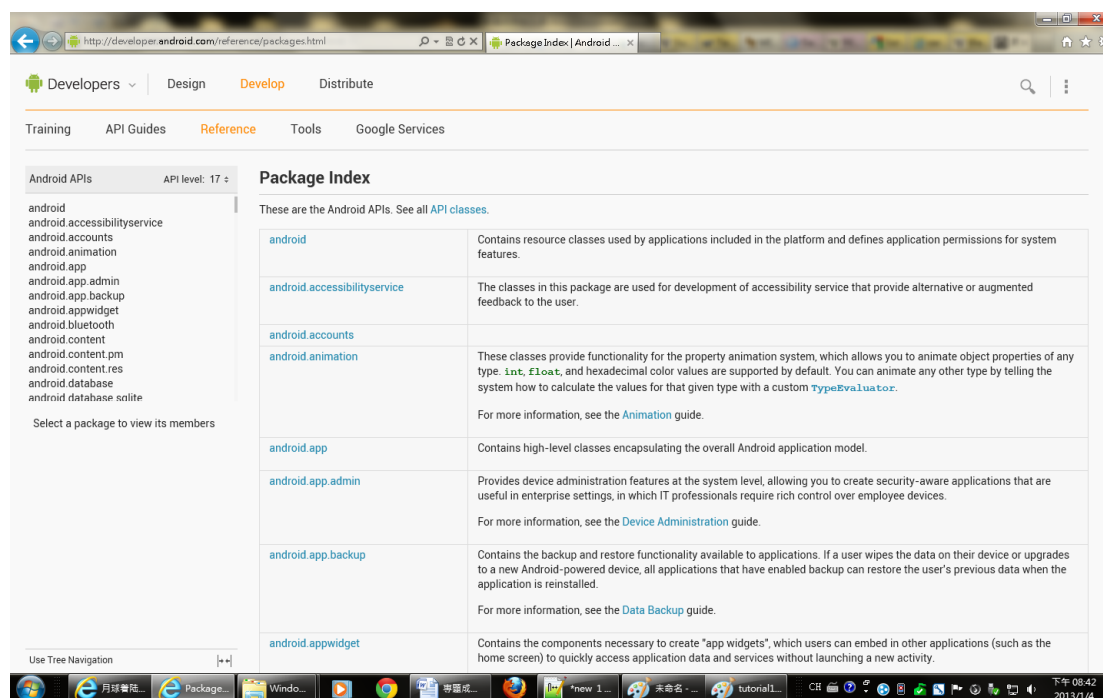 http://developer.android.com/reference/packages.html
Package Index | Android ...
Developers
Design
Develop
Distribute
Training
API Guides
Reference
Tools
Google Services
Android APIs
API level: 17
android
android.accessibilityservice
android.accounts
android.animation
android.app
android.app.admin
android.app.backup
android.appwidget
android.bluetooth
android.content
android.content.pm
android.content.res
android.database
android.database.sqlite
Select a package to view its members
Use Tree Navigation
Package Index
These are the Android APIs. See all API classes.
android
Contains resource classes used by applications included in the platform and defines application permissions for system
features.
android.accessibilityservice
The classes in this package are used for development of accessibility service that provide alternative or augmented
feedback to the user.
android.accounts
android.animation
These classes provide functionality for the property animation system, which allows you to animate object properties of any
type. int, float, and hexadecimal color values are supported by default. You can animate any other type by telling the
system how to calculate the values for that given type with a custom TypeEvaluator.
For more information, see the Animation guide.
android.app
Contains high-level classes encapsulating the overall Android application model.
android.app.admin
Provides device administration features at the system level, allowing you to create security-aware applications that are
useful in enterprise settings, in which IT professionals require rich control over employee devices.
For more information, see the Device Administration guide.
android.app.backup
Contains the backup and restore functionality available to applications. If a user wipes the data on their device or upgrades
to a new Android-powered device, all applications that have enabled backup can restore the user's previous data when the
application is reinstalled.
For more information, see the Data Backup guide.
android.appwidget
Contains the components necessary to create "app widgets", which users can embed in other applications (such as the
home screen) to quickly access application data and services without launching a new activity.
月球着陸...
Package...
Windo...
專題成...
*new 1 ...
未命名 - ...
tutorial1...
CH
下午 08:42
2013/1/4